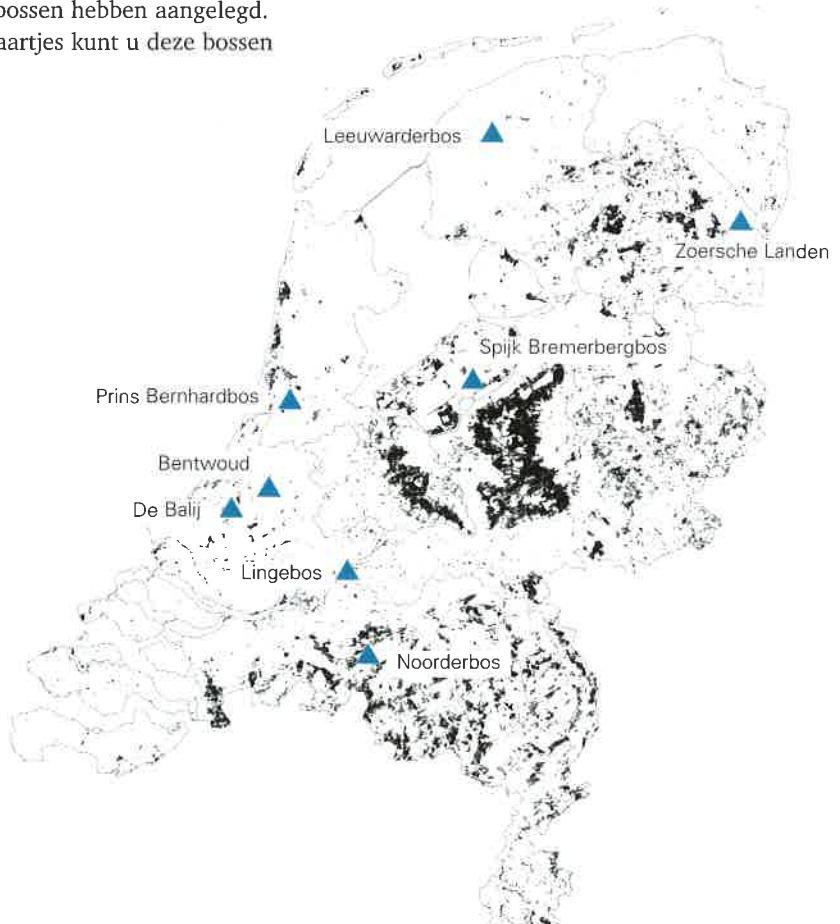 bossen hebben aangelegd.
aartjes kunt u deze bossen
Leeuwarderbos
Zoersche Landen
Spijk Bremerbergbos
Prins Bernhardbos
Bentwoud
De Balij
Lingebos
Noorderbos